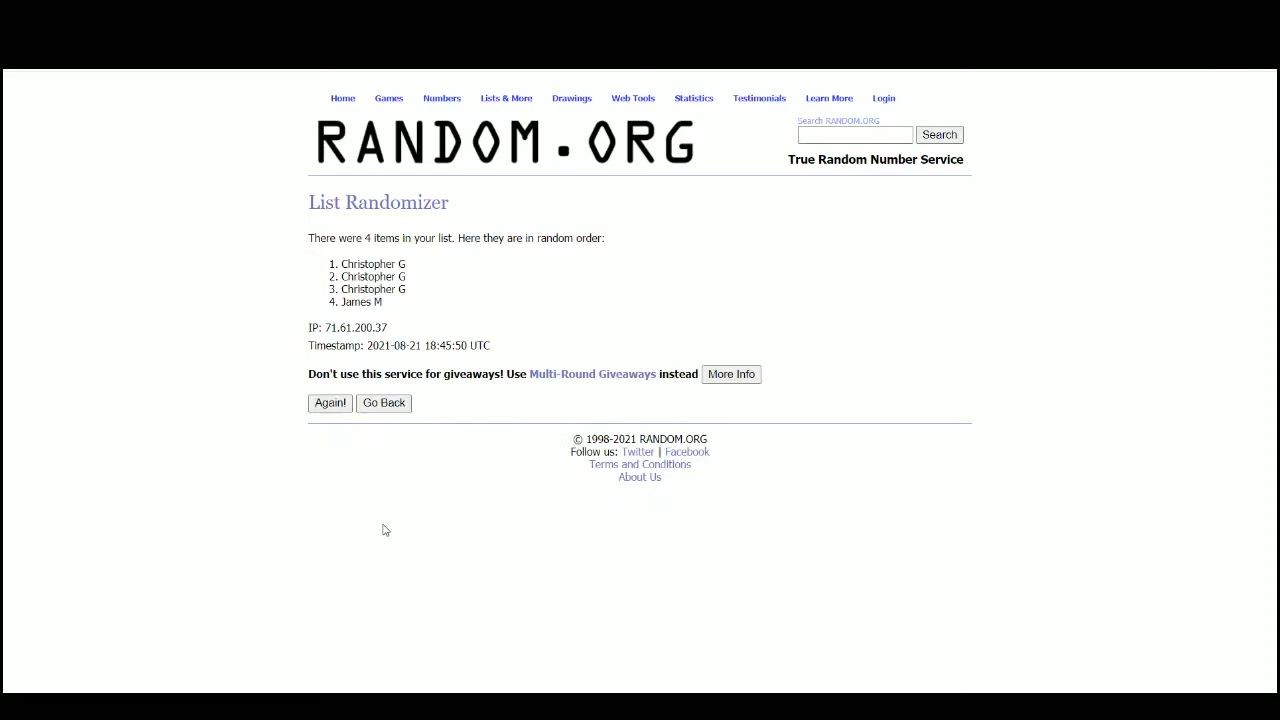 Home Games Numbers Lists & More Drawings Web Tools Statistics Testimonials Learn More Login
RANDOM.ORG
Search RANDOM.ORG
Search
True Random Number Service
List Randomizer
There were 4 items in your list. Here they are in random order:
1. Christopher G
2. Christopher G
3. Christopher G
4. James M
IP: 71.61.200.37
Timestamp: 2021-08-21 18:45:50 UTC
Don't use this service for giveaways! Use Multi-Round Giveaways instead More Info
Again! Go Back
© 1998-2021 RANDOM.ORG
Follow us: Twitter | Facebook
Terms and Conditions
About Us